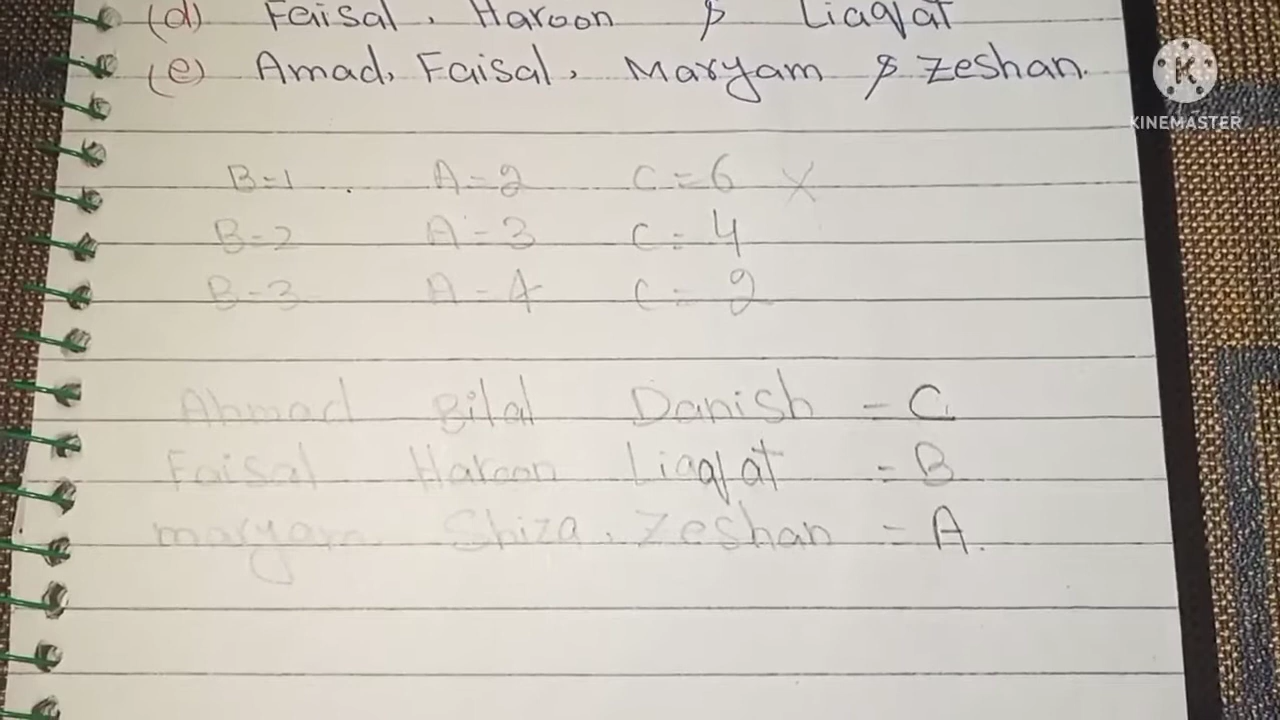 (d) Faisal, Haroon & Liaqat
(e) Amad, Faisal, Maryam & Zeshan.
K
KINEMASTER
B=1 . A=2 C=6 X
B=2 A=3 C=4
B=3 A=4 C=2
Ahmad Bilal Danish = C
Faisal Haroon Liaqat = B
maryam Shiza, Zeshan = A.